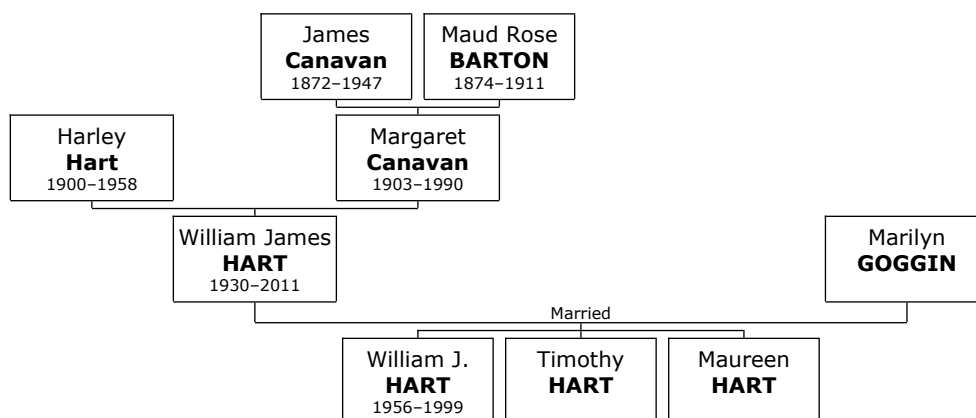 James
Canavan
1872–1947
Maud Rose
BARTON
1874–1911
Harley
Hart
1900–1958
Margaret
Canavan
1903–1990
William James
HART
1930–2011
Marilyn
GOGGIN
Married
William J.
HART
1956–1999
Timothy
HART
Maureen
HART